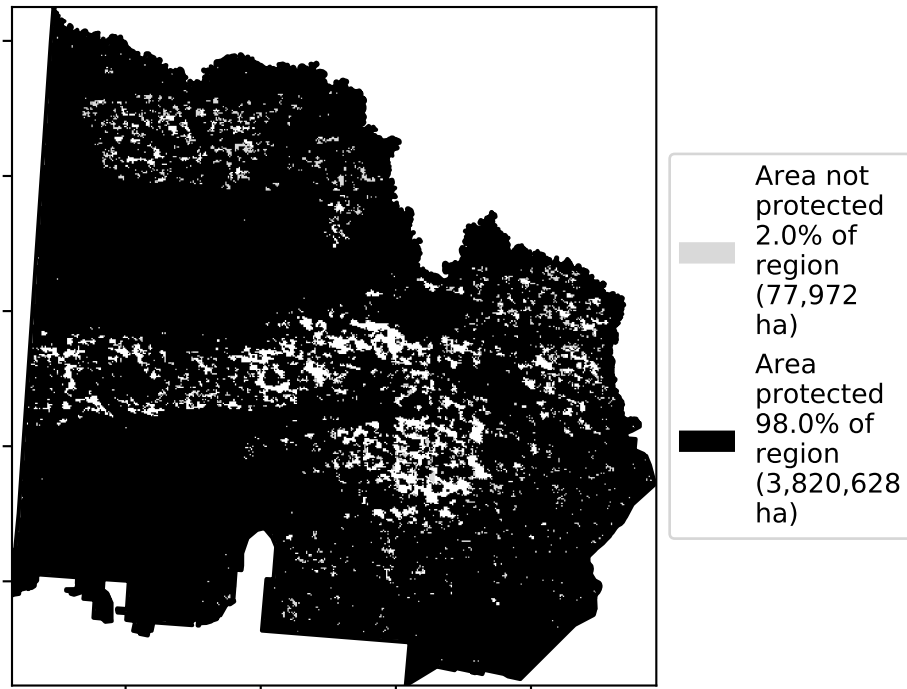 Area not
protected
2.0% of
region
(77,972
ha)
Area
protected
98.0% of
region
(3,820,628
ha)